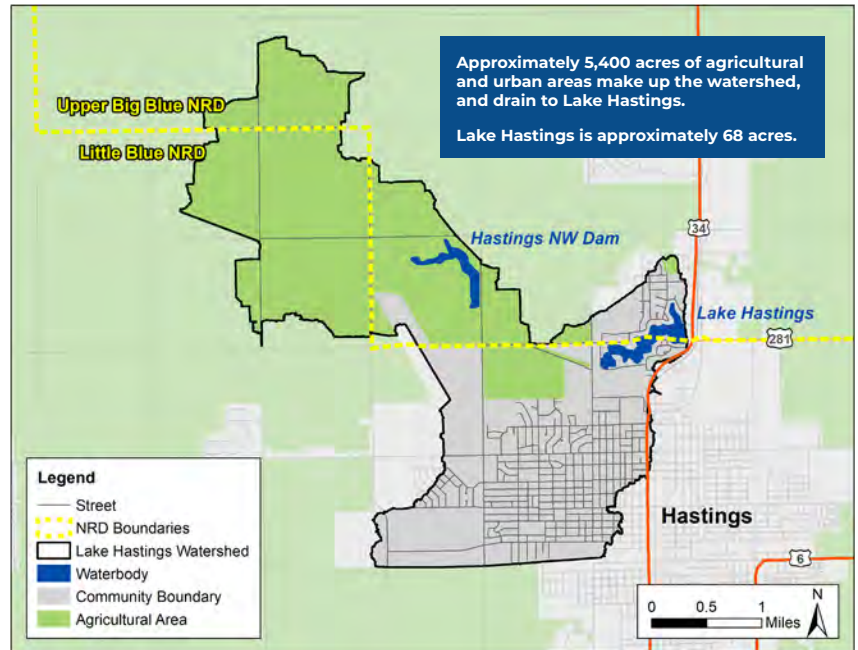 Approximately 5,400 acres of agricultural
and urban areas make up the watershed,
and drain to Lake Hastings.
Lake Hastings is approximately 68 acres.
Upper Big Blue NRD
Little Blue NRD
Hastings NW Dam
34
Lake Hastings
281
Legend
Street
NRD Boundaries
Lake Hastings Watershed
Waterbody
Community Boundary
Agricultural Area
Hastings
6
N
0 0.5 1
Miles